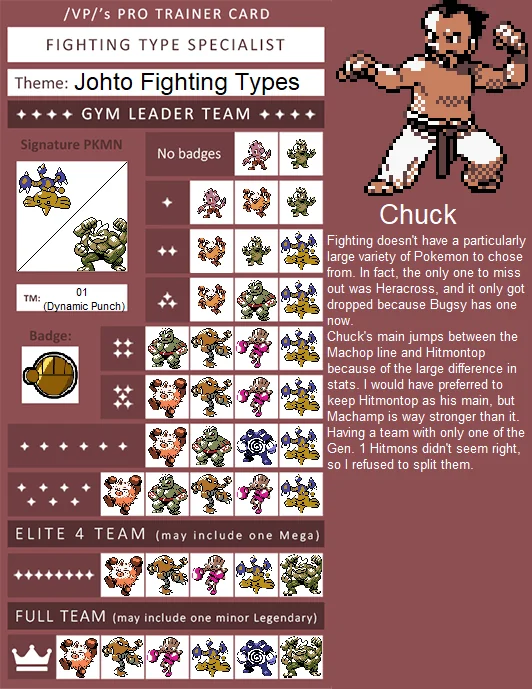 /VP/'s PRO TRAINER CARD
FIGHTING TYPE SPECIALIST
Theme: Johto Fighting Types
GYM LEADER TEAM
Signature PKMN
No badges
TM: 01
(Dynamic Punch)
Badge:
ELITE 4 TEAM (may include one Mega)
FULL TEAM (may include one minor Legendary)
Chuck
Fighting doesn't have a particularly
large variety of Pokemon to chose
from. In fact, the only one to miss
out was Heracross, and it only got
dropped because Bugsy has one
now.
Chuck's main jumps between the
Machop line and Hitmontop
because of the large difference in
stats. I would have preferred to
keep Hitmontop as his main, but
Machamp is way stronger than it.
Having a team with only one of the
Gen. 1 Hitmons didn't seem right,
so I refused to split them.